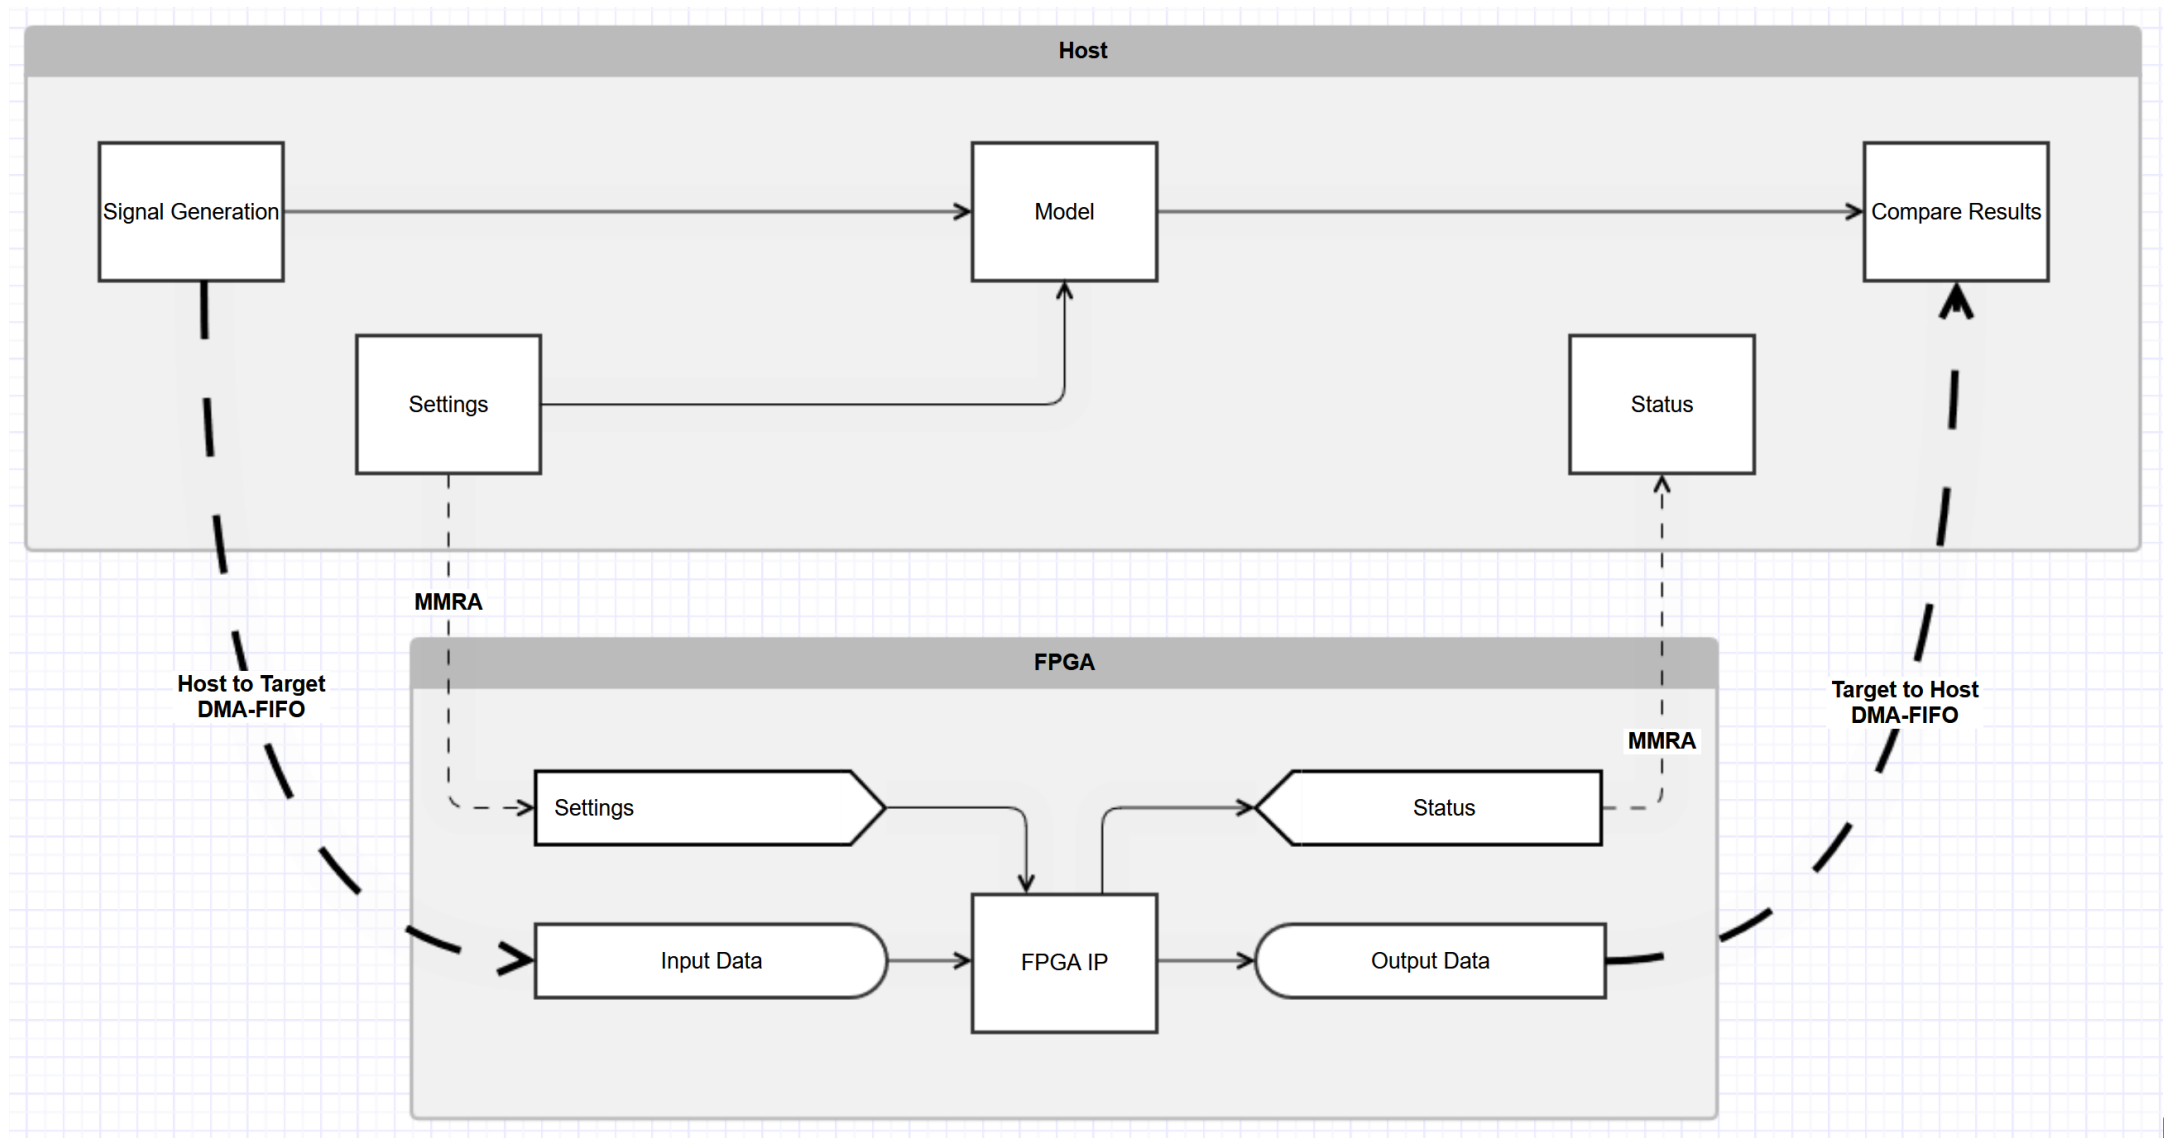 Host
Signal Generation
Model
Compare Results
Settings
Status
MMRA
FPGA
Host to Target
DMA-FIFO
Target to Host
DMA-FIFO
MMRA
Settings
Status
Input Data
FPGA IP
Output Data